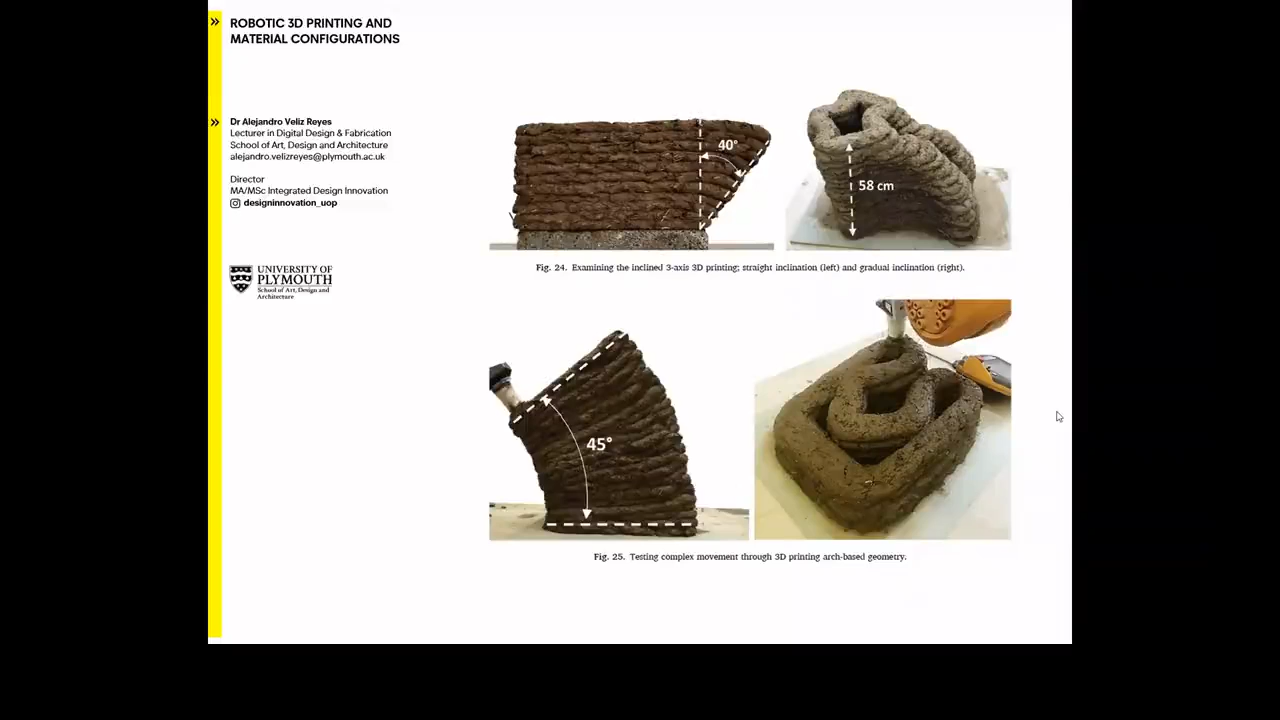 ROBOTIC 3D PRINTING AND
MATERIAL CONFIGURATIONS
Dr Alejandro Veliz Reyes
Lecturer in Digital Design & Fabrication
School of Art, Design and Architecture
alejandro.velizreyes@plymouth.ac.uk
Director
MA/MSc Integrated Design Innovation
designinnovation_uop
UNIVERSITY OF
PLYMOUTH
School of Art, Design and
Architecture
40°
58 cm
Fig. 24. Examining the inclined 3-axis 3D printing; straight inclination (left) and gradual inclination (right).
45°
Fig. 25. Testing complex movement through 3D printing arch-based geometry.